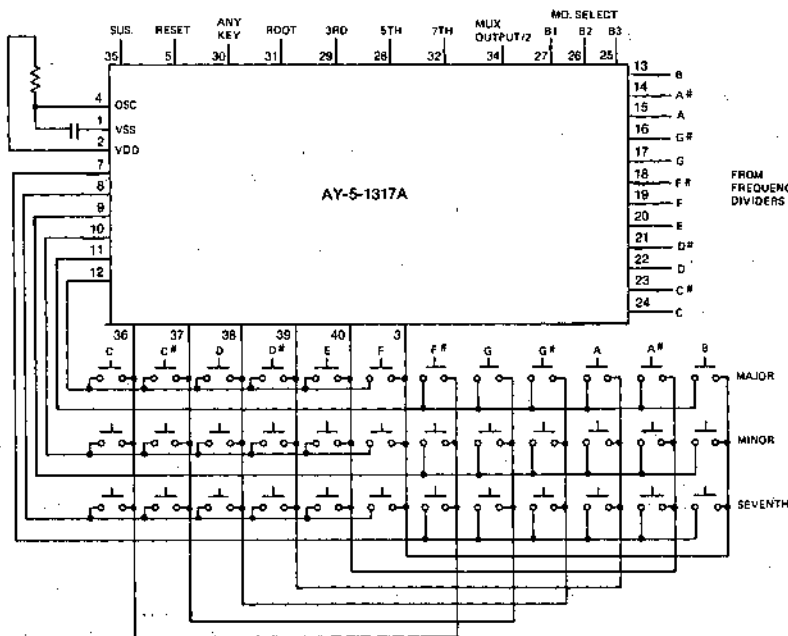 MO. SELECT
SUS. RESET ANY KEY ROOT 3RD 5TH 7TH MUX OUTPUT/2 B1 B2 B3
35 5 30 31 29 28 32 34 27 26 25
4 OSC
1 VSS
2 VDD
7
8
9
10
11
12
AY-5-1317A
13 B
14 A#
15 A
16 G#
17 G
18 F#
19 F
20 E
21 D#
22 D
23 C#
24 C
FROM
FREQUENC
DIVIDERS
36 37 38 39 40 3
C C# D D# E F F# G G# A A# B
MAJOR
MINOR
SEVENTH